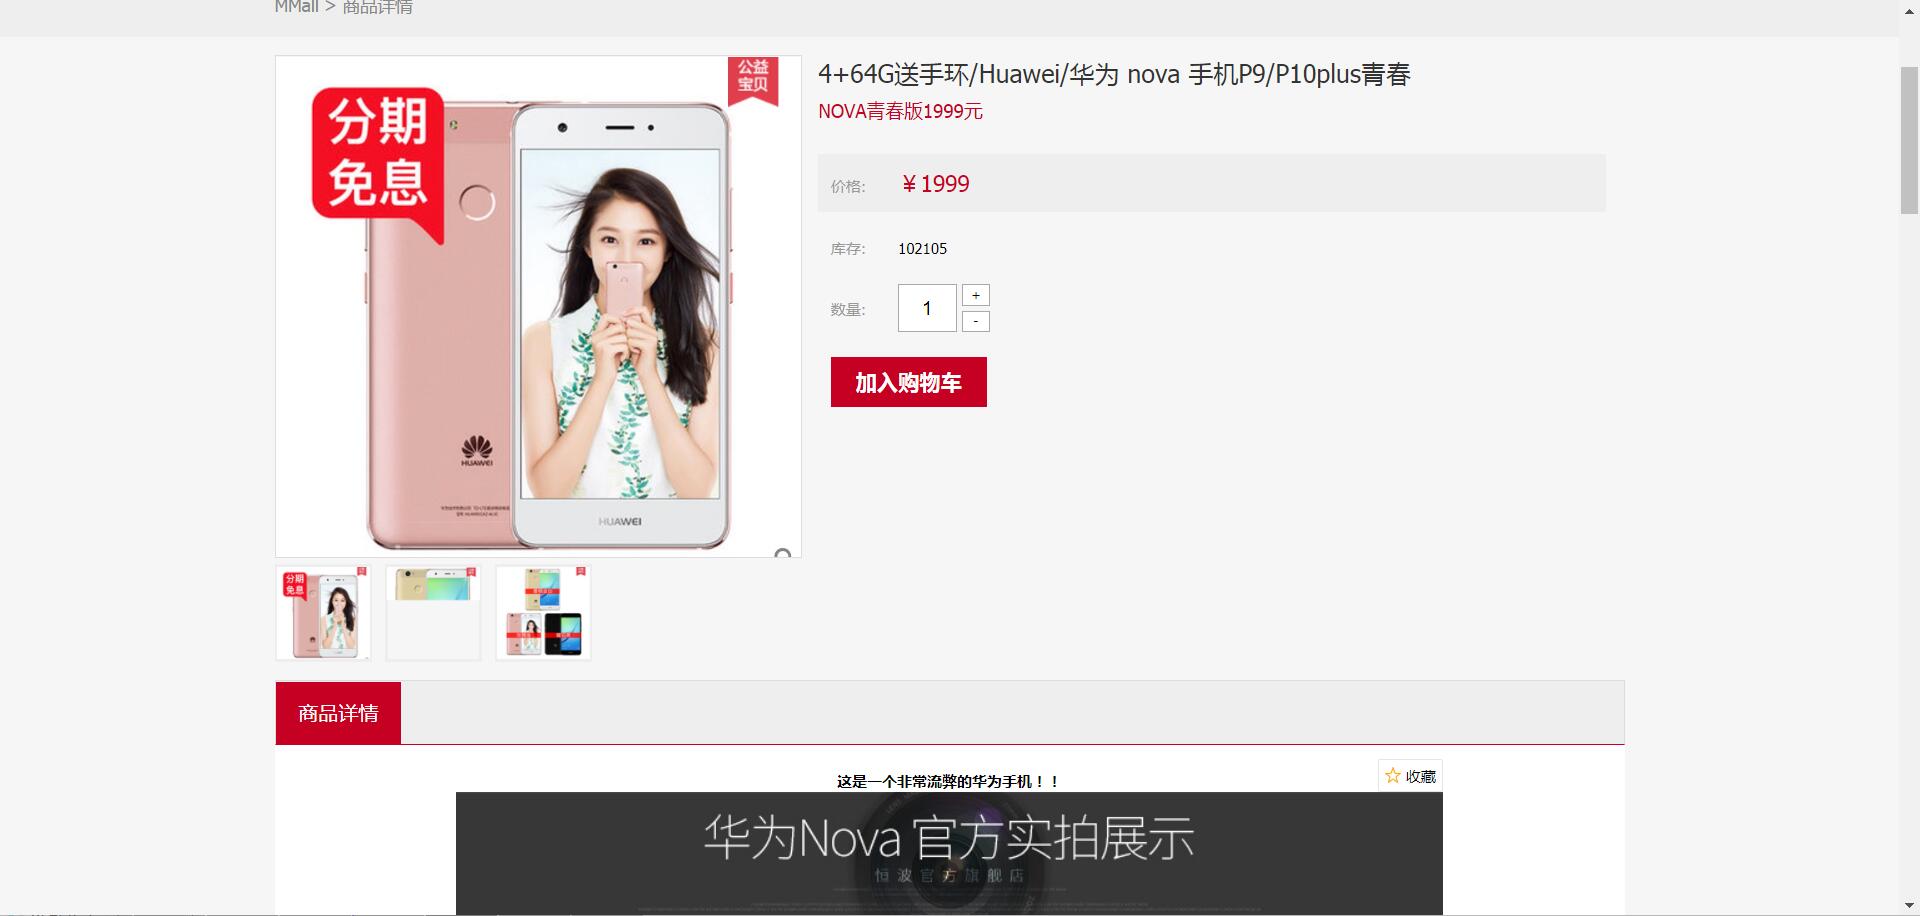 MMall > 商品详情
公益
宝贝
分期
免息
HUAWEI
HUAWEI
4+64G送手环/Huawei/华为 nova 手机P9/P10plus青春
NOVA青春版1999元
价格:
¥1999
库存:
102105
数量:
1
+
-
加入购物车
分期
免息
商品详情
这是一个非常流弊的华为手机！！
收藏
华为Nova 官方实拍展示
恒波官方旗舰店